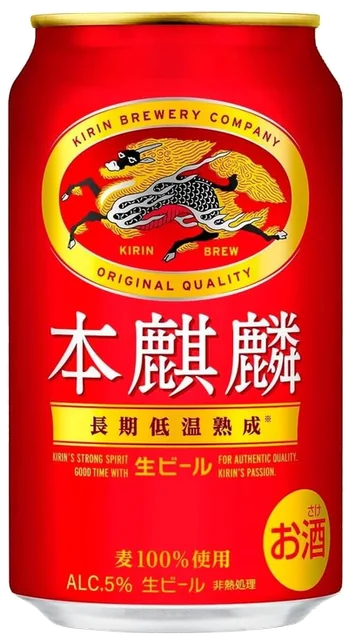 KIRIN BREWERY COMPANY
KIRIN BREW
ORIGINAL QUALITY
本麒麟
長期低温熟成※
KIRIN'S STRONG SPIRIT
GOOD TIME WITH
生ビール
FOR AUTHENTIC QUALITY.
KIRIN'S PASSION.
さけ
お酒
麦100%使用
ALC.5% 生ビール 非熱処理